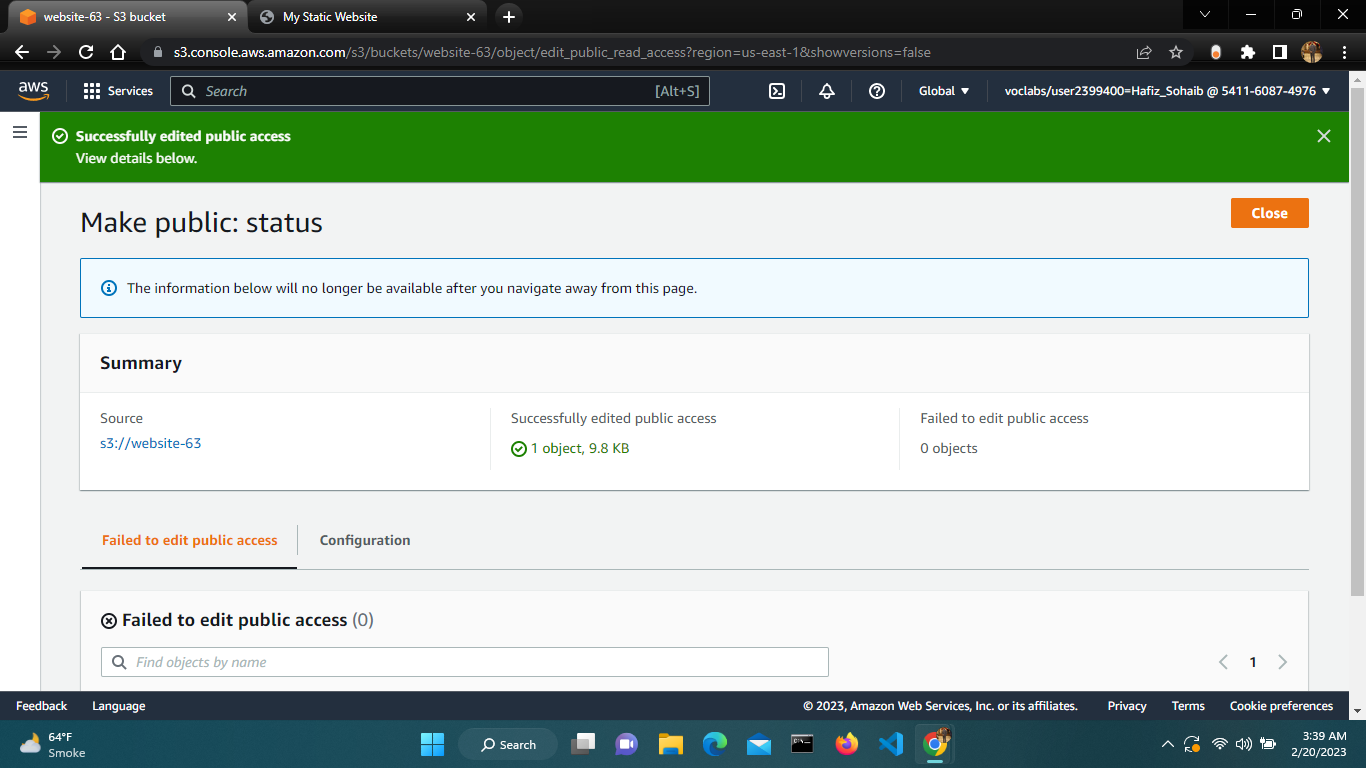 website-63 - S3 bucket
My Static Website
s3.console.aws.amazon.com/s3/buckets/website-63/object/edit_public_read_access?region=us-east-1&showversions=false
aws
Services
Search
[Alt+S]
Global
voclabs/user2399400=Hafiz_Sohaib @ 5411-6087-4976
Successfully edited public access
View details below.
Make public: status
Close
The information below will no longer be available after you navigate away from this page.
Summary
Source
s3://website-63
Successfully edited public access
1 object, 9.8 KB
Failed to edit public access
0 objects
Failed to edit public access
Configuration
Failed to edit public access (0)
Find objects by name
1
Feedback
Language
© 2023, Amazon Web Services, Inc. or its affiliates.
Privacy
Terms
Cookie preferences
64°F
Smoke
Search
3:39 AM
2/20/2023